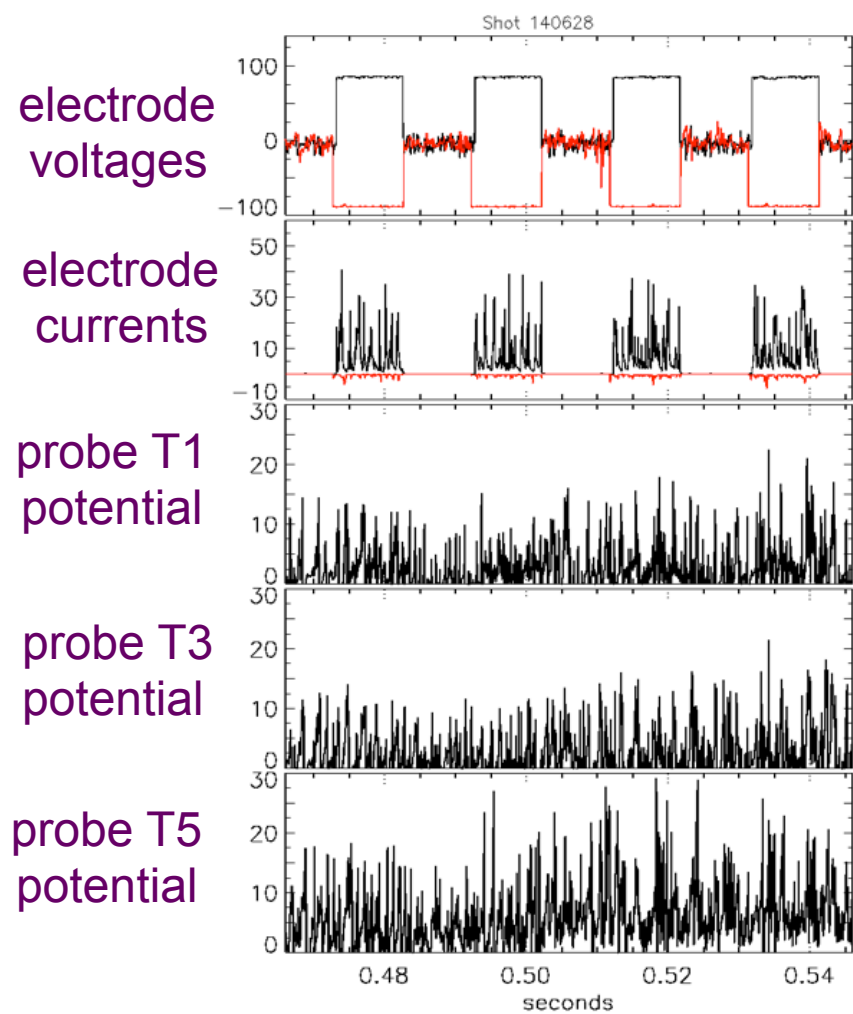 Shot 140628
electrode
voltages
100
0
−100
electrode
currents
50
30
10
−10
probe T1
potential
30
20
10
0
probe T3
potential
30
20
10
0
probe T5
potential
30
20
10
0
0.48 0.50 0.52 0.54
seconds